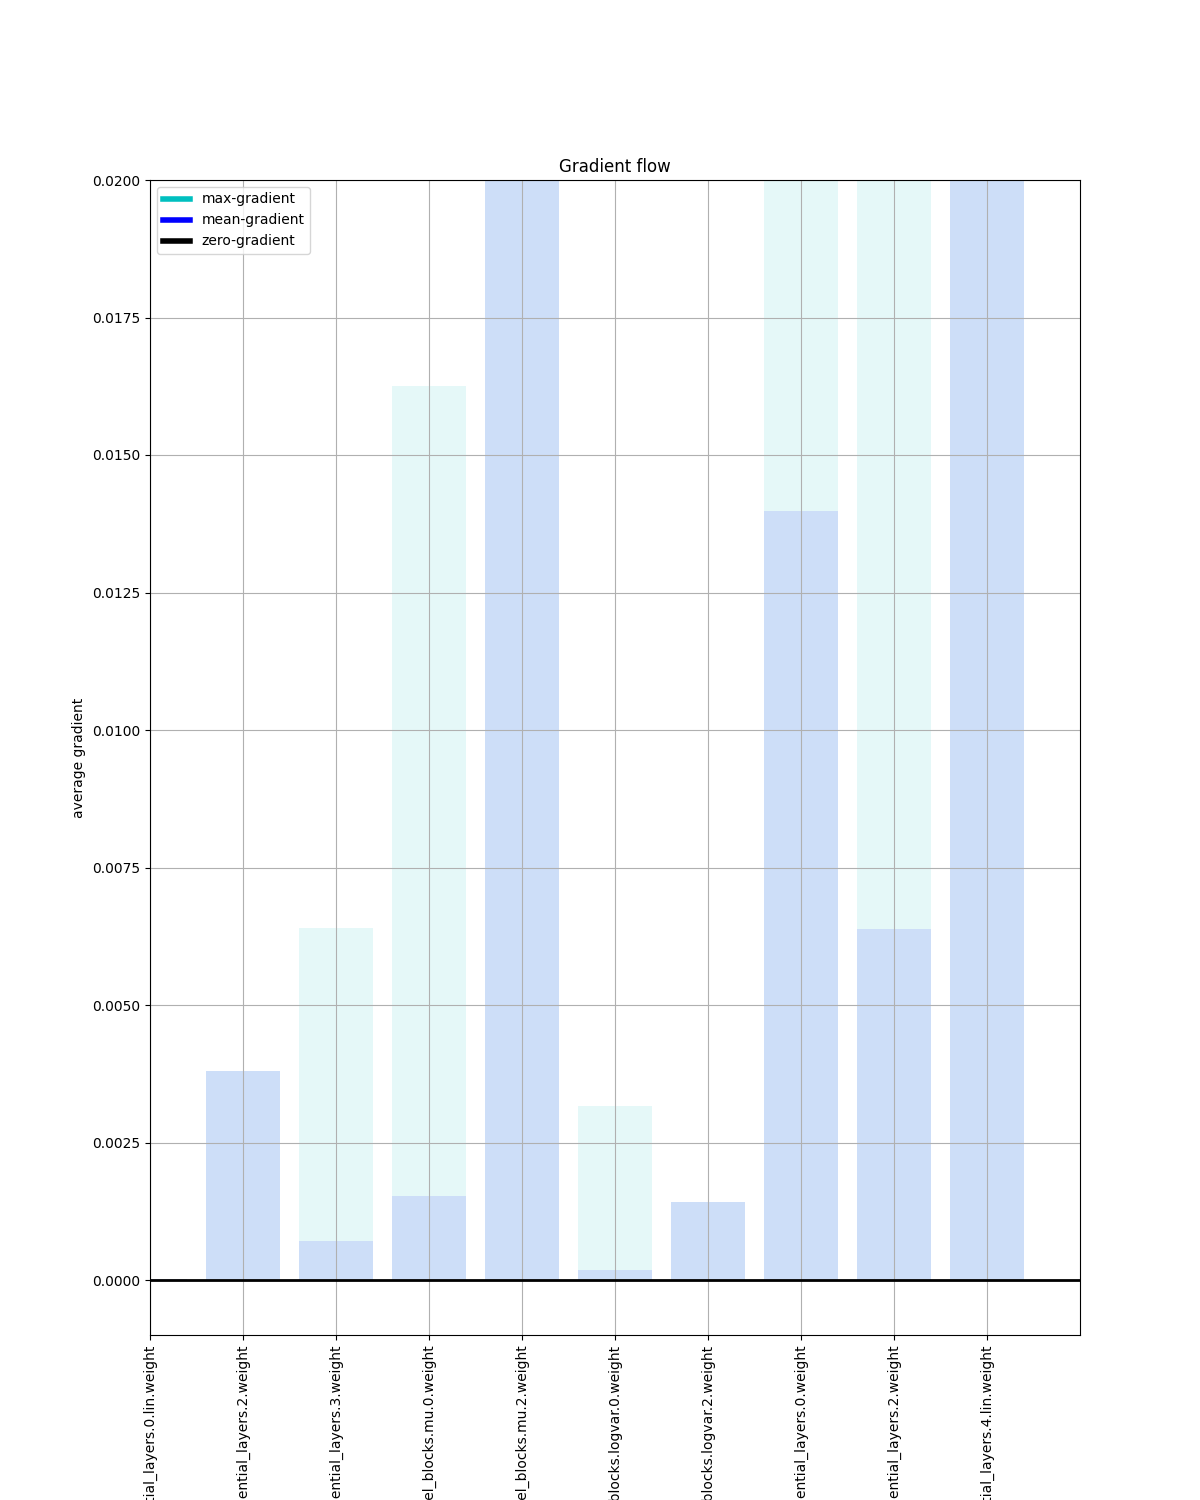 Gradient flow
max-gradient
mean-gradient
zero-gradient
0.0200
0.0175
0.0150
0.0125
0.0100
0.0075
0.0050
0.0025
0.0000
average gradient
tial_layers.0.lin.weight
ential_layers.2.weight
ential_layers.3.weight
el_blocks.mu.0.weight
el_blocks.mu.2.weight
blocks.logvar.0.weight
blocks.logvar.2.weight
ential_layers.0.weight
ential_layers.2.weight
tial_layers.4.lin.weight